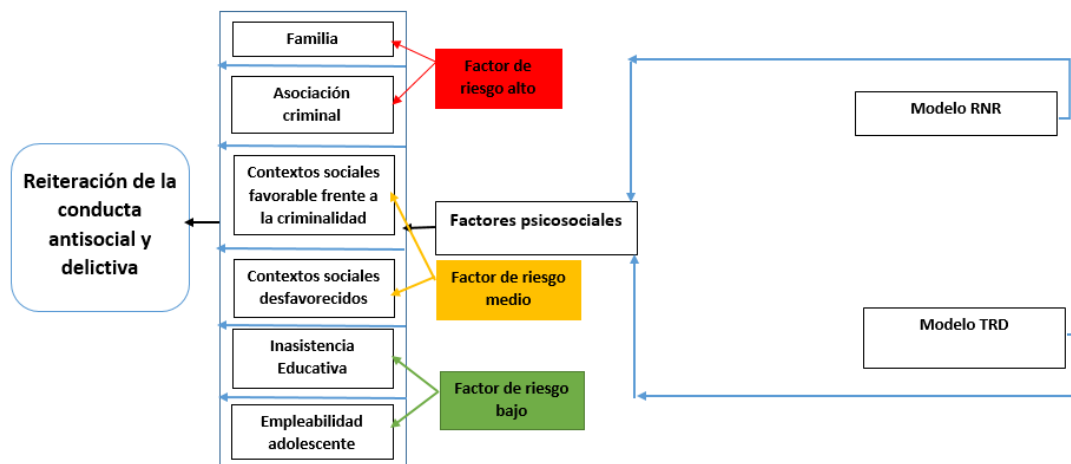 Familia
Factor de
riesgo alto
Asociación
criminal
Modelo RNR
Reiteración de la
conducta
antisocial y
delictiva
Contextos sociales
favorable frente a
la criminalidad
Factores psicosociales
Contextos sociales
desfavorecidos
Factor de riesgo
medio
Modelo TRD
Inasistencia
Educativa
Factor de riesgo
bajo
Empleabilidad
adolescente